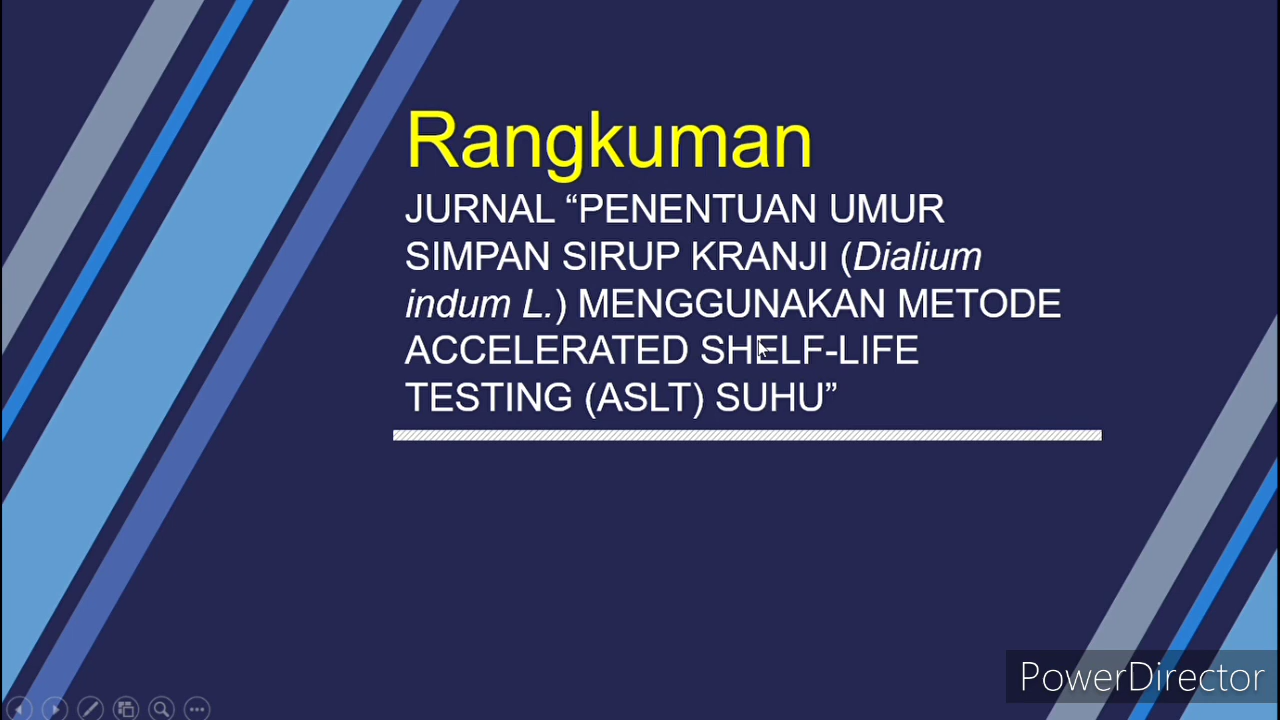 Rangkuman
JURNAL “PENENTUAN UMUR
SIMPAN SIRUP KRANJI (Dialium
indum L.) MENGGUNAKAN METODE
ACCELERATED SHELF-LIFE
TESTING (ASLT) SUHU”
PowerDirector